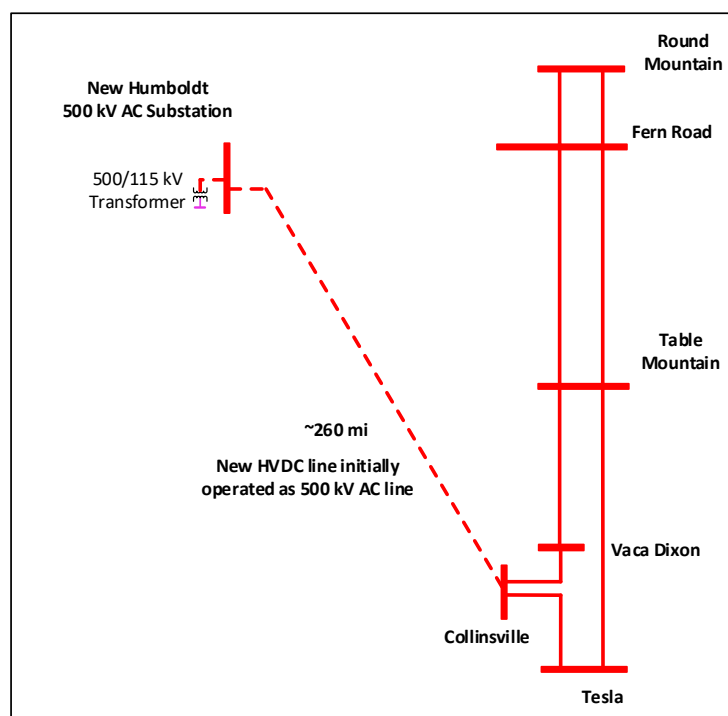 Round
Mountain
New Humboldt
500 kV AC Substation
Fern Road
500/115 kV
Transformer
Table
Mountain
~260 mi
New HVDC line initially
operated as 500 kV AC line
Vaca Dixon
Collinsville
Tesla